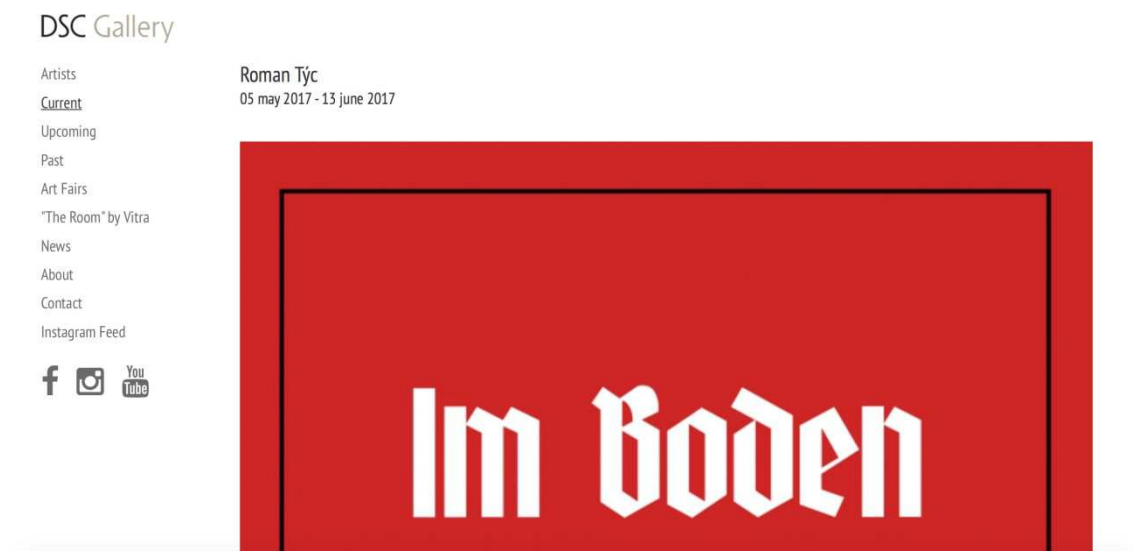 DSC Gallery
Artists
Current
Upcoming
Past
Art Fairs
"The Room" by Vitra
News
About
Contact
Instagram Feed
You
Tube
Roman Týc
05 may 2017 - 13 june 2017
Im Boden